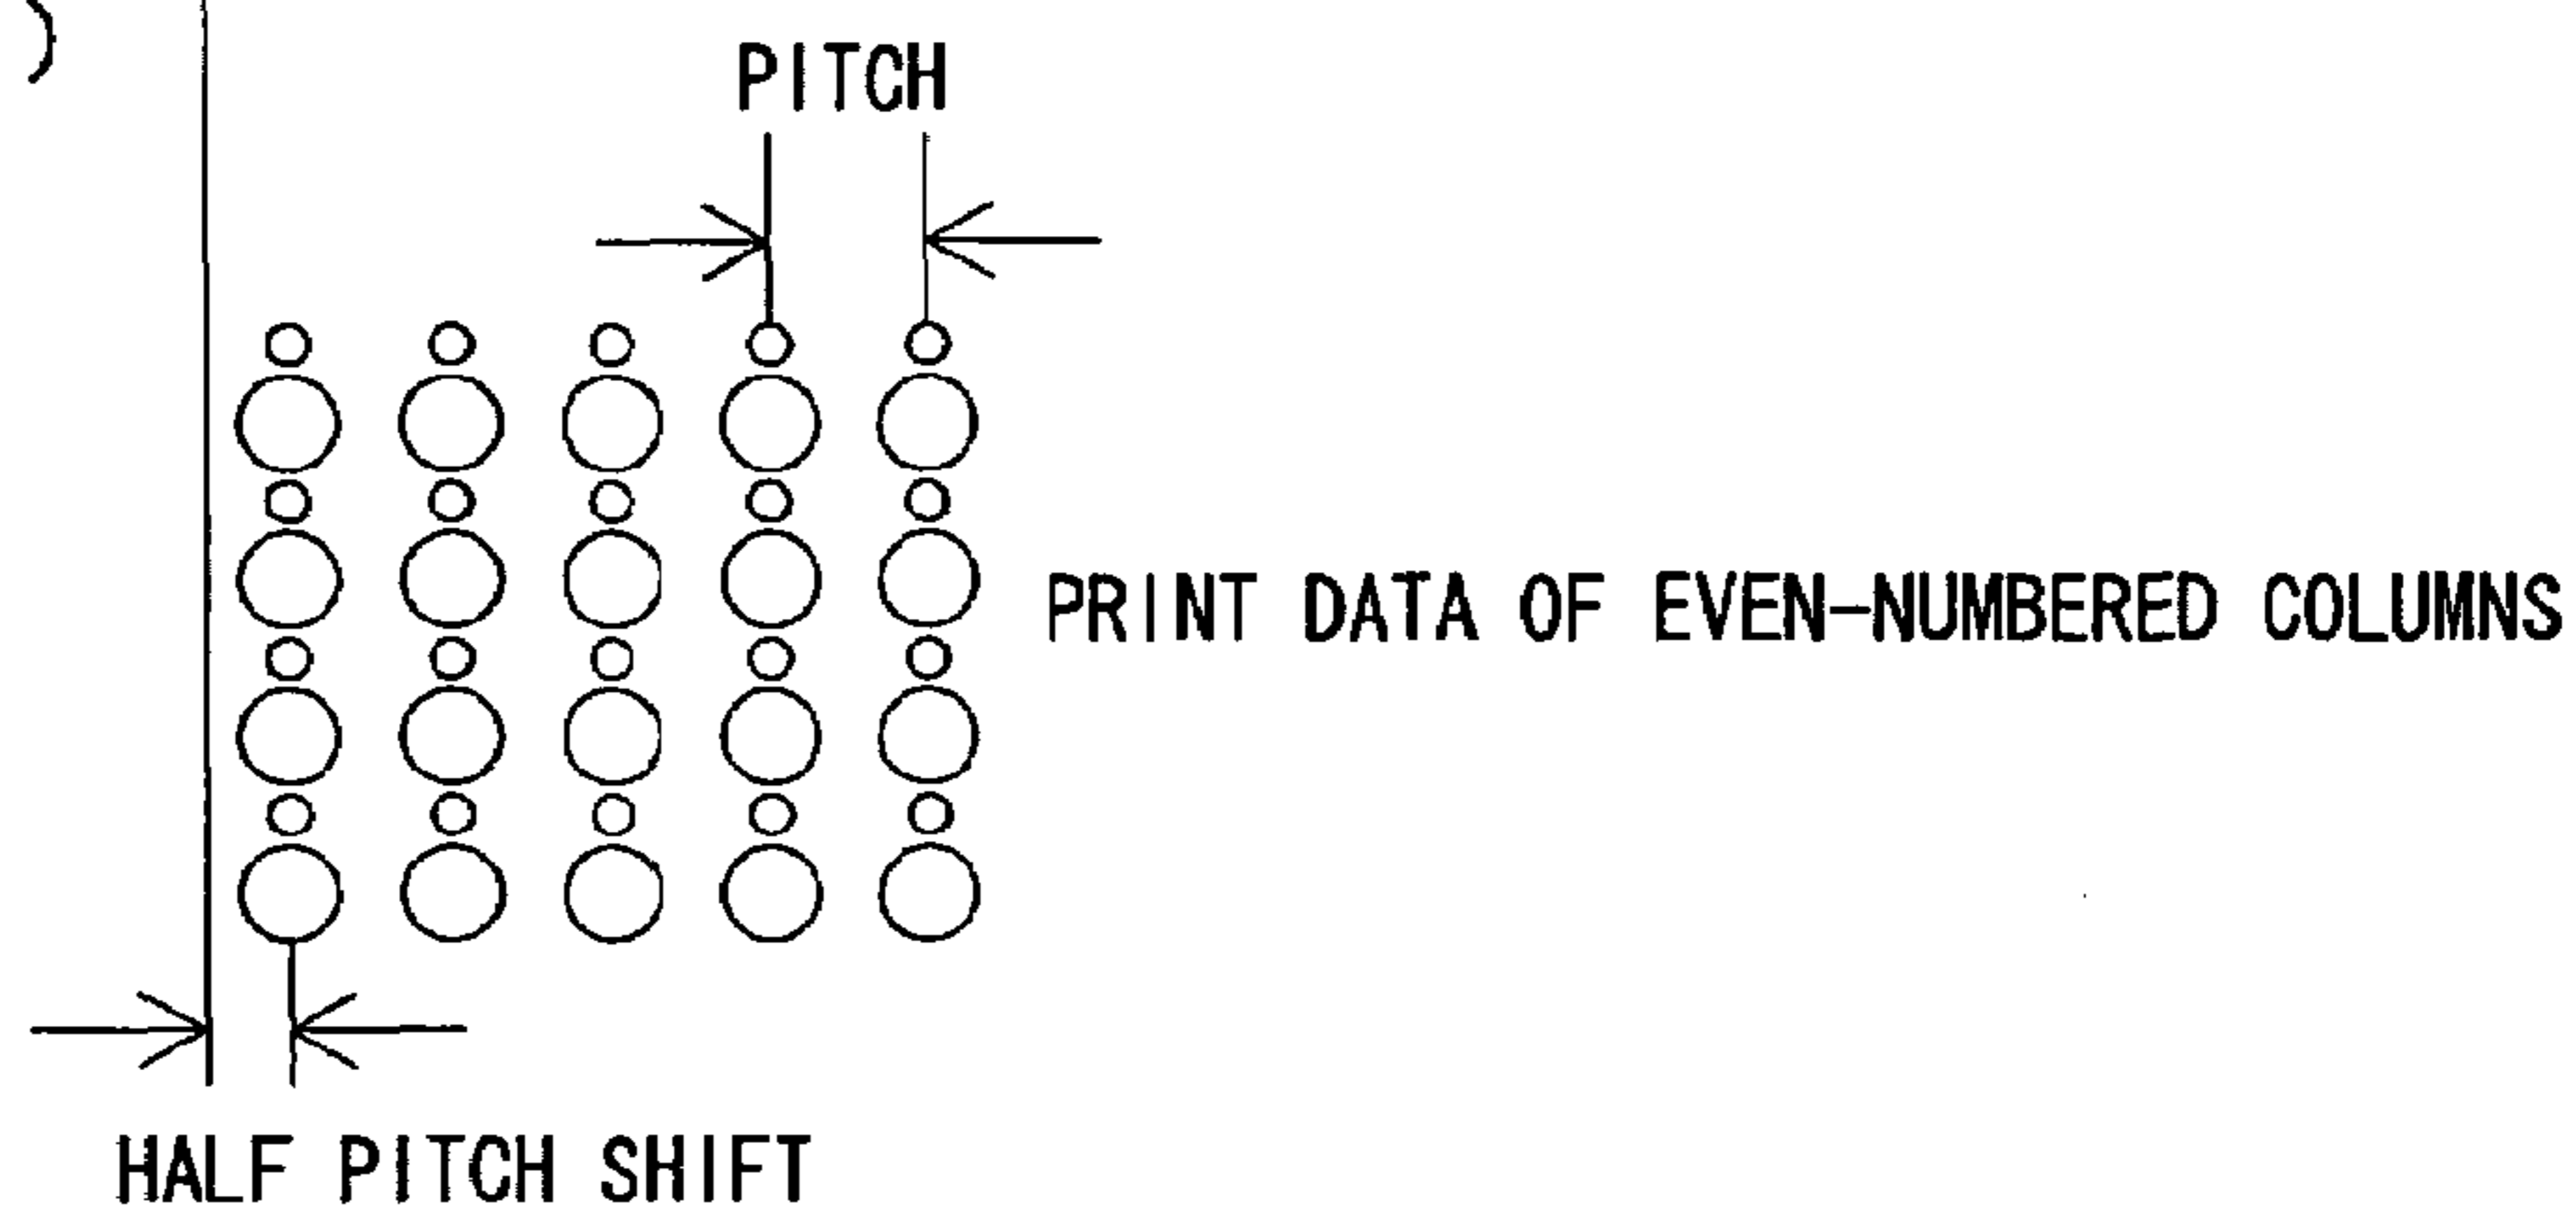 )
PITCH
PRINT DATA OF EVEN-NUMBERED COLUMNS
HALF PITCH SHIFT